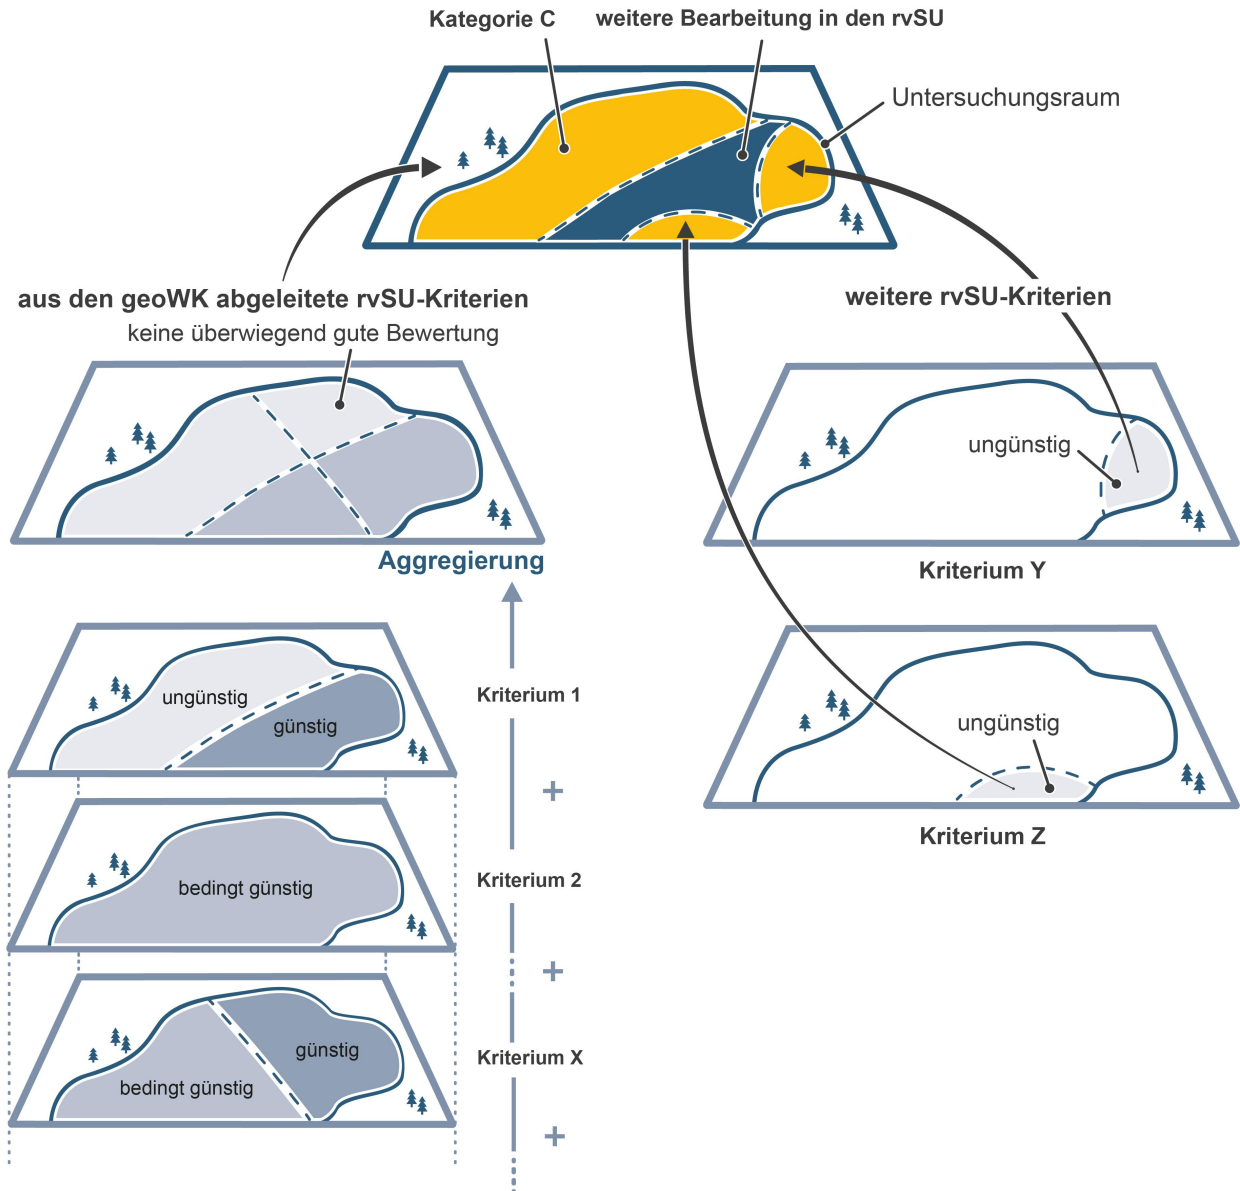 Kategorie C
weitere Bearbeitung in den rvSU
Untersuchungsraum
aus den geoWK abgeleitete rvSU-Kriterien
keine überwiegend gute Bewertung
weitere rvSU-Kriterien
ungünstig
Kriterium Y
Aggregierung
ungünstig
günstig
Kriterium 1
+
ungünstig
Kriterium Z
bedingt günstig
Kriterium 2
+
günstig
bedingt günstig
Kriterium X
+